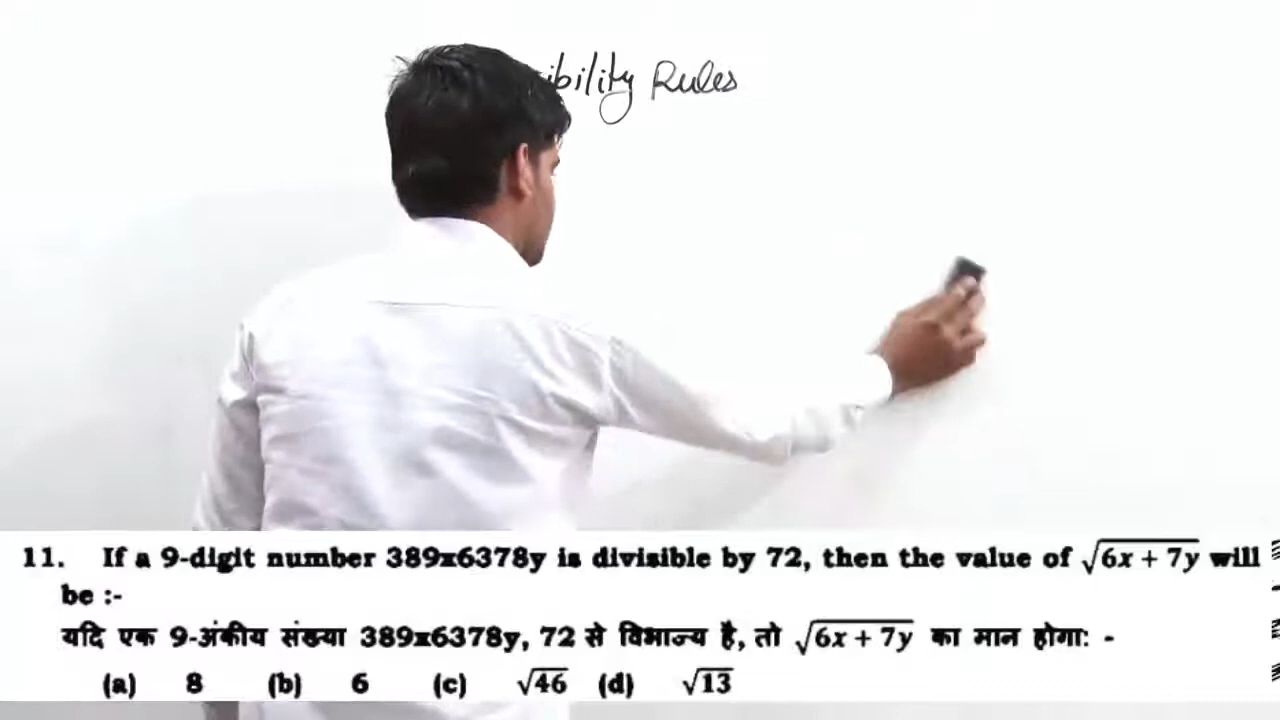 ibility Rules
11. If a 9-digit number 389x6378y is divisible by 72, then the value of √6x + 7y will
be :-
यदि एक 9-अंकीय संख्या 389x6378y, 72 से विभाज्य है, तो √6x + 7y का मान होगा: -
(a) 8 (b) 6 (c) √46 (d) √13